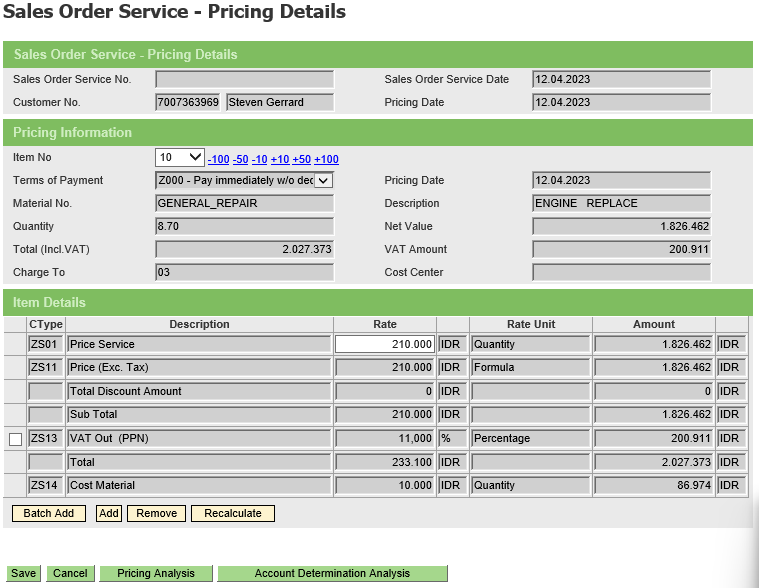 Sales Order Service - Pricing Details
Sales Order Service - Pricing Details
Sales Order Service No. Sales Order Service Date 12.04.2023
Customer No. 7007363969 Steven Gerrard Pricing Date 12.04.2023
Pricing Information
Item No 10 -100 -50 -10 +10 +50 +100
Terms of Payment Z000 - Pay immediately w/o dec Pricing Date 12.04.2023
Material No. GENERAL_REPAIR Description ENGINE REPLACE
Quantity 8.70 Net Value 1.826.462
Total (Incl.VAT) 2.027.373 VAT Amount 200.911
Charge To 03 Cost Center
Item Details
CType Description Rate Rate Unit Amount
ZS01 Price Service 210.000 IDR Quantity 1.826.462 IDR
ZS11 Price (Exc. Tax) 210.000 IDR Formula 1.826.462 IDR
Total Discount Amount 0 IDR 0 IDR
Sub Total 210.000 IDR 1.826.462 IDR
ZS13 VAT Out (PPN) 11,000 % Percentage 200.911 IDR
Total 233.100 IDR 2.027.373 IDR
ZS14 Cost Material 10.000 IDR Quantity 86.974 IDR
Batch Add Add Remove Recalculate
Save Cancel Pricing Analysis Account Determination Analysis